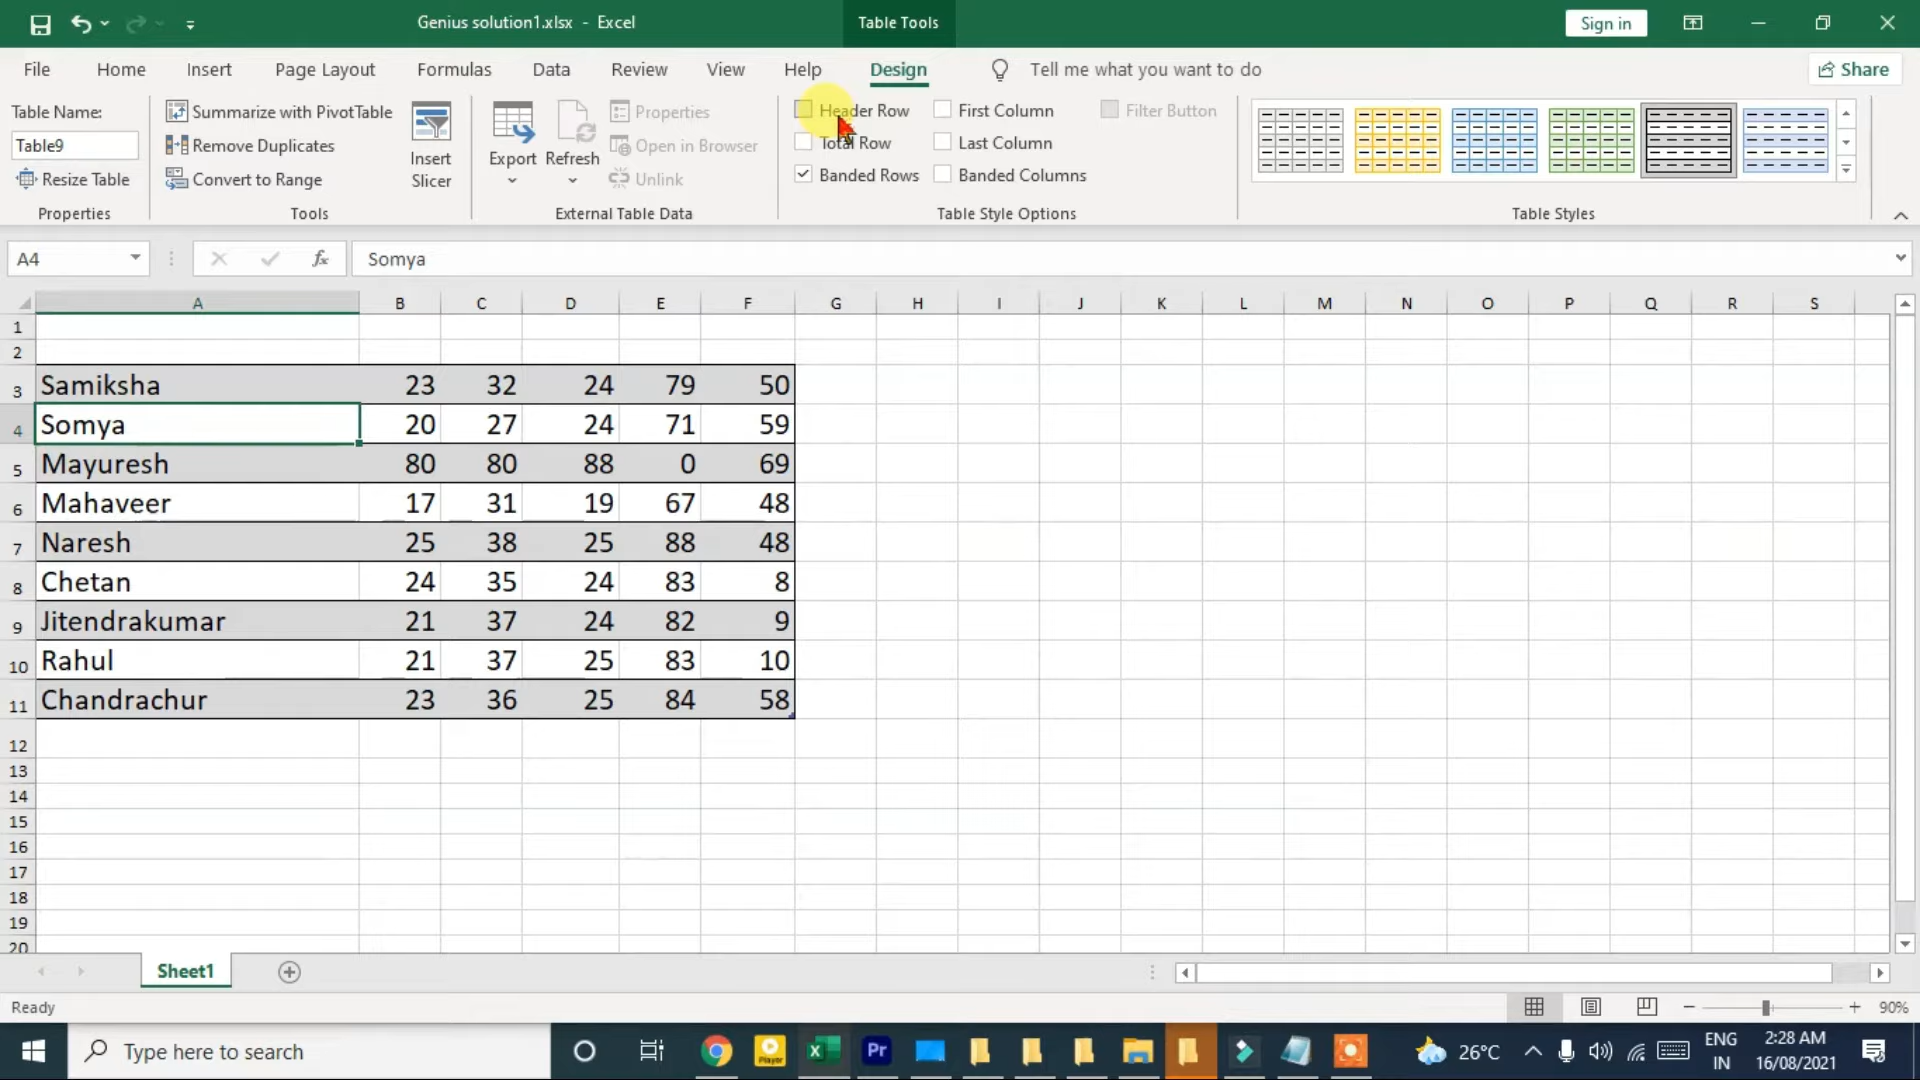 Genius solution1.xlsx - Excel
Table Tools
Sign in
File Home Insert Page Layout Formulas Data Review View Help Design Tell me what you want to do Share
Table Name:
Table9
Resize Table
Properties
Summarize with PivotTable
Remove Duplicates
Convert to Range
Tools
Insert
Slicer
Export
Refresh
Properties
Open in Browser
Unlink
External Table Data
Header Row
Total Row
Banded Rows
First Column
Last Column
Banded Columns
Filter Button
Table Style Options
Table Styles
A4 fx Somya
A B C D E F G H I J K L M N O P Q R S
1
2
3 Samiksha 23 32 24 79 50
4 Somya 20 27 24 71 59
5 Mayuresh 80 80 88 0 69
6 Mahaveer 17 31 19 67 48
7 Naresh 25 38 25 88 48
8 Chetan 24 35 24 83 8
9 Jitendrakumar 21 37 24 82 9
10 Rahul 21 37 25 83 10
11 Chandrachur 23 36 25 84 58
12
13
14
15
16
17
18
19
20
Sheet1
Ready
90%
Type here to search
Player
Pr
26°C
ENG
IN
2:28 AM
16/08/2021